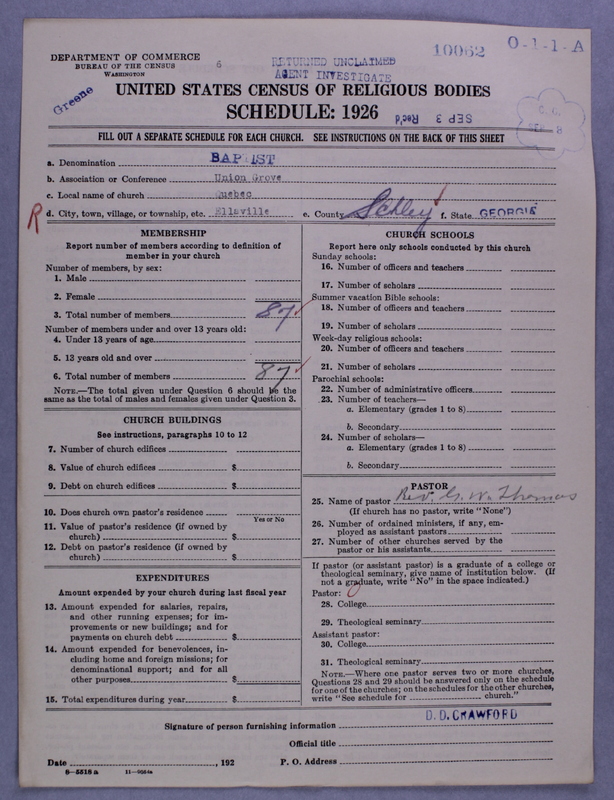 DEPARTMENT OF COMMERCE
BUREAU OF THE CENSUS
WASHINGTON
6
RETURNED UNCLAIMED
AGENT INVESTIGATE
10062
0-1-1-A
Greene
UNITED STATES CENSUS OF RELIGIOUS BODIES
SCHEDULE: 1926
SEP 3 Rec'd
FILL OUT A SEPARATE SCHEDULE FOR EACH CHURCH. SEE INSTRUCTIONS ON THE BACK OF THIS SHEET
a. Denomination BAPTIST
b. Association or Conference Union Grove
c. Local name of church Quebec
R d. City, town, village, or township, etc. Ellaville e. County Schley f. State GEORGIA
MEMBERSHIP
Report number of members according to definition of
member in your church
Number of members, by sex:
1. Male
2. Female
3. Total number of members 87
Number of members under and over 13 years old:
4. Under 13 years of age
5. 13 years old and over
6. Total number of members 87
NOTE.—The total given under Question 6 should be the
same as the total of males and females given under Question 3.
CHURCH BUILDINGS
See instructions, paragraphs 10 to 12
7. Number of church edifices
8. Value of church edifices $
9. Debt on church edifices $
10. Does church own pastor's residence
Yes or No
11. Value of pastor's residence (if owned by
church) $
12. Debt on pastor's residence (if owned by
church) $
EXPENDITURES
Amount expended by your church during last fiscal year
13. Amount expended for salaries, repairs,
and other running expenses; for im-
provements or new buildings; and for
payments on church debt $
14. Amount expended for benevolences, in-
cluding home and foreign missions; for
denominational support; and for all
other purposes $
15. Total expenditures during year $
CHURCH SCHOOLS
Report here only schools conducted by this church
Sunday schools:
16. Number of officers and teachers
17. Number of scholars
Summer vacation Bible schools:
18. Number of officers and teachers
19. Number of scholars
Week-day religious schools:
20. Number of officers and teachers
21. Number of scholars
Parochial schools:
22. Number of administrative officers
23. Number of teachers—
a. Elementary (grades 1 to 8)
b. Secondary
24. Number of scholars—
a. Elementary (grades 1 to 8)
b. Secondary
PASTOR
25. Name of pastor Rev. G. W. Thomas
(If church has no pastor, write "None")
26. Number of ordained ministers, if any, em-
ployed as assistant pastors
27. Number of other churches served by the
pastor or his assistants
If pastor (or assistant pastor) is a graduate of a college or
theological seminary, give name of institution below. (If
not a graduate, write "No" in the space indicated.)
Pastor:
28. College
29. Theological seminary
Assistant pastor:
30. College
31. Theological seminary
NOTE.—Where one pastor serves two or more churches,
Questions 28 and 29 should be answered only on the schedule
for one of the churches; on the schedules for the other churches,
write "See schedule for church."
D. D. CRAWFORD
Signature of person furnishing information
Official title
Date , 192 P. O. Address
8—5518 a